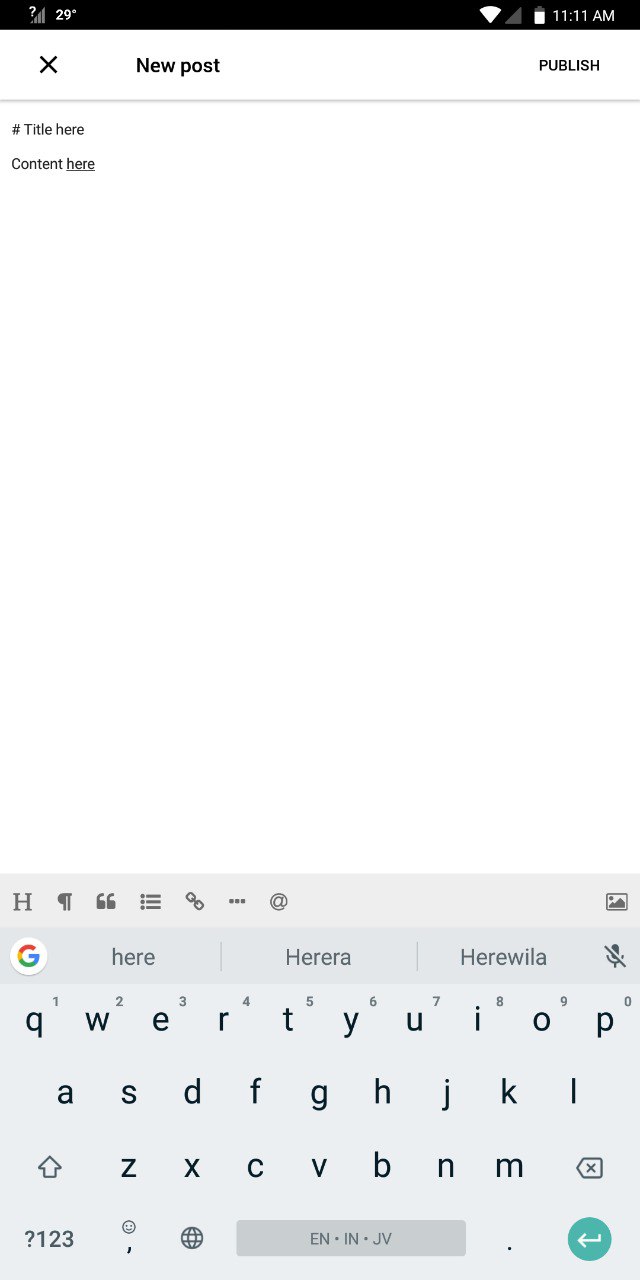 ? 29° 11:11 AM
New post PUBLISH
# Title here
Content here
H ¶ “ ... @
G here Herera Herewila
1 2 3 4 5 6 7 8 9 0
q w e r t y u i o p
a s d f g h j k l
z x c v b n m
?123 , EN • IN • JV .